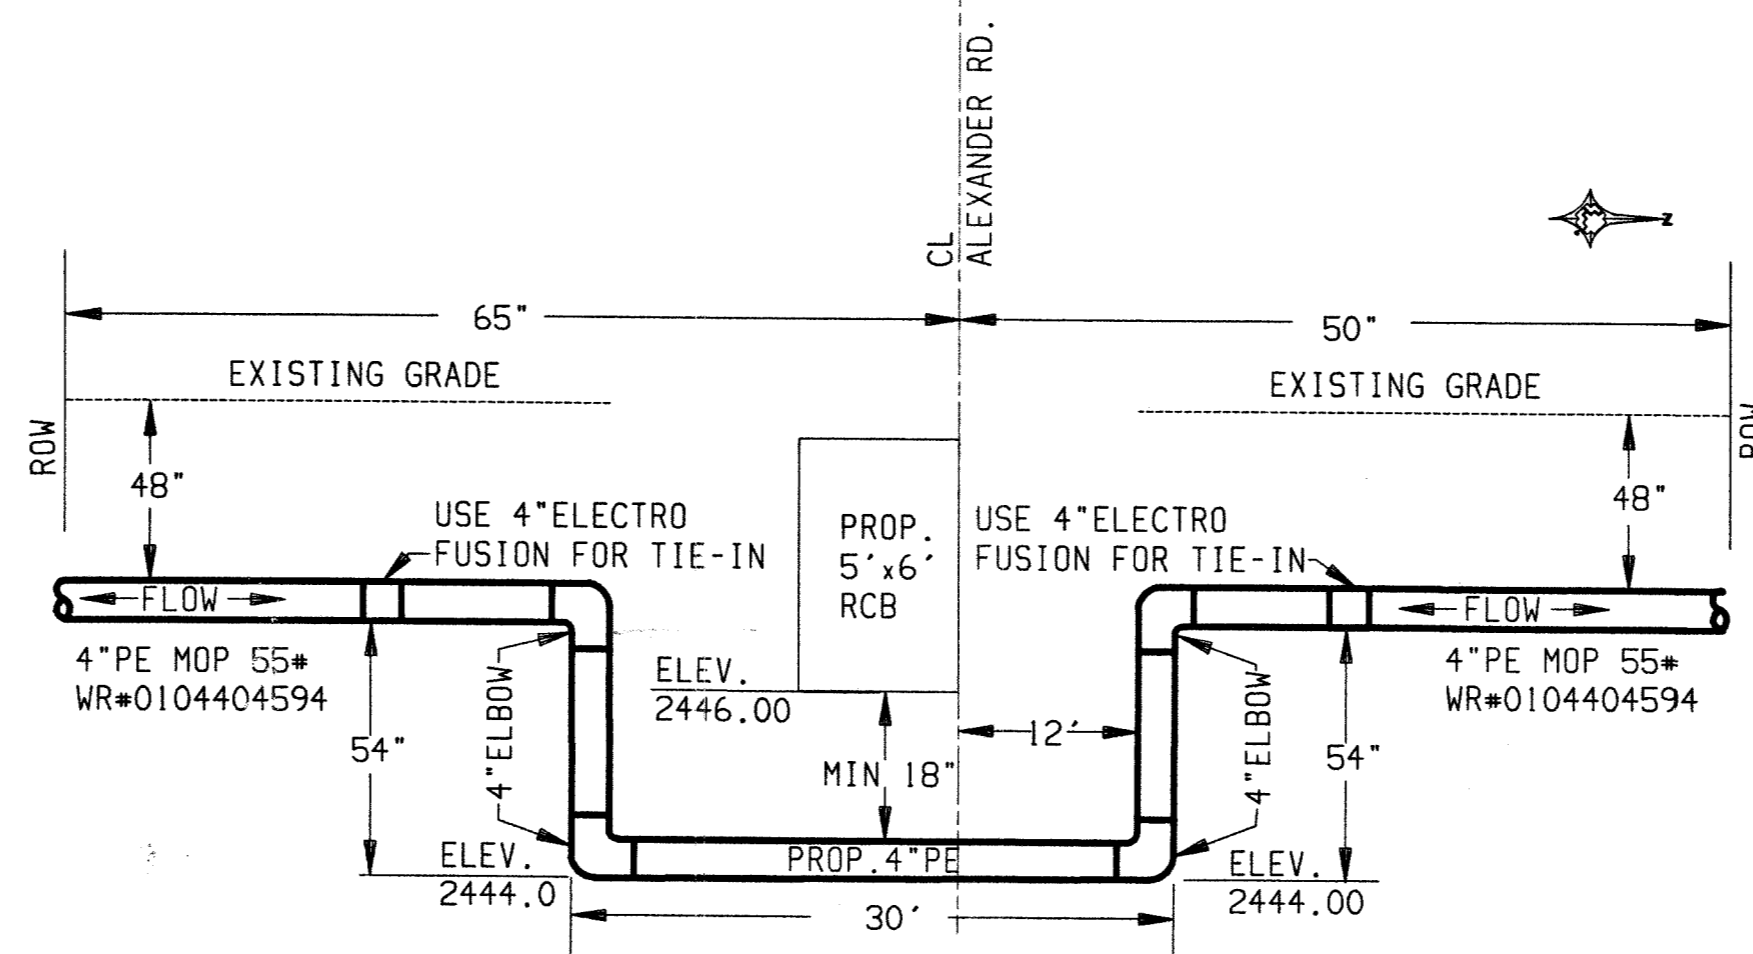 CL
ALEXANDER RD.
Z
65"
50"
EXISTING GRADE
EXISTING GRADE
ROW
ROW
48"
48"
USE 4"ELECTRO
FUSION FOR TIE-IN
PROP.
5'x6'
RCB
USE 4"ELECTRO
FUSION FOR TIE-IN
FLOW
FLOW
4"PE MOP 55#
WR#0104404594
4"PE MOP 55#
WR#0104404594
ELEV.
2446.00
4"ELBOW
4"ELBOW
54"
54"
12'
MIN 18"
PROP.4"PE
ELEV.
2444.0
ELEV.
2444.00
30'